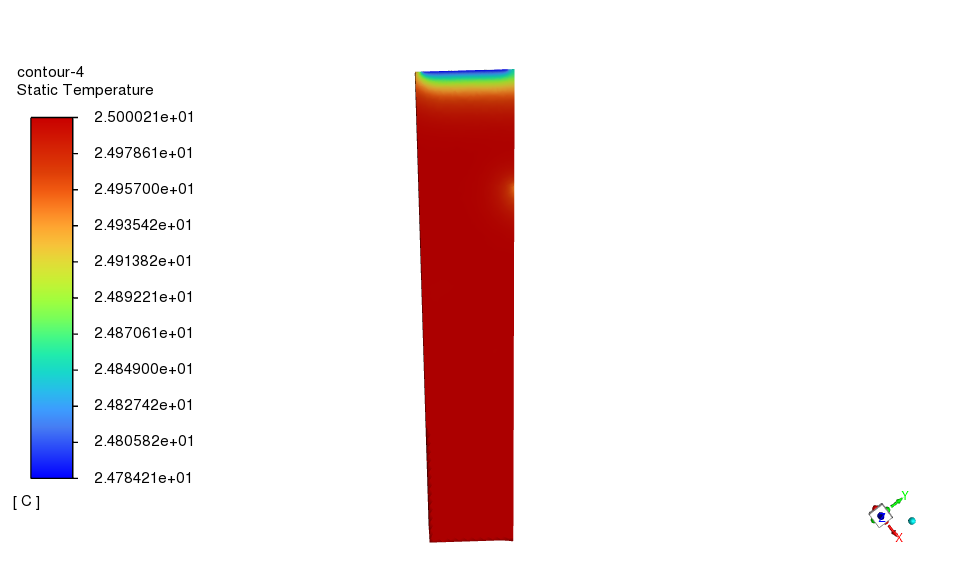 contour-4
Static Temperature
2.500021e+01
2.497861e+01
2.495700e+01
2.493542e+01
2.491382e+01
2.489221e+01
2.487061e+01
2.484900e+01
2.482742e+01
2.480582e+01
2.478421e+01
[ C ]
Y
X